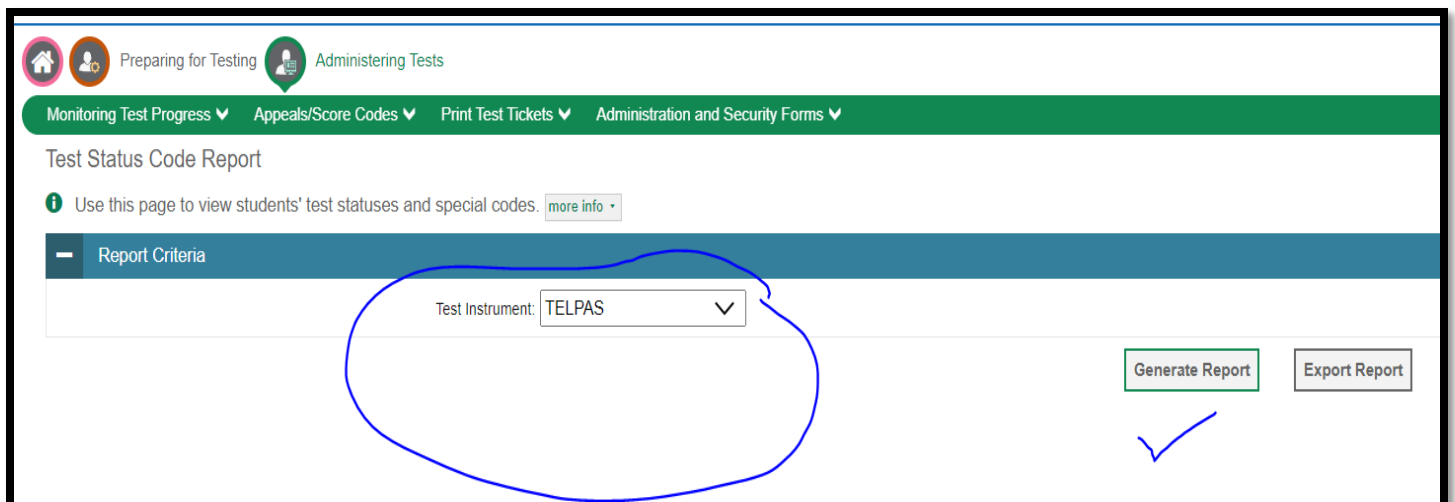 Preparing for Testing Administering Tests
Monitoring Test Progress Appeals/Score Codes Print Test Tickets Administration and Security Forms
Test Status Code Report
Use this page to view students' test statuses and special codes. more info
Report Criteria
Test Instrument: TELPAS
Generate Report Export Report